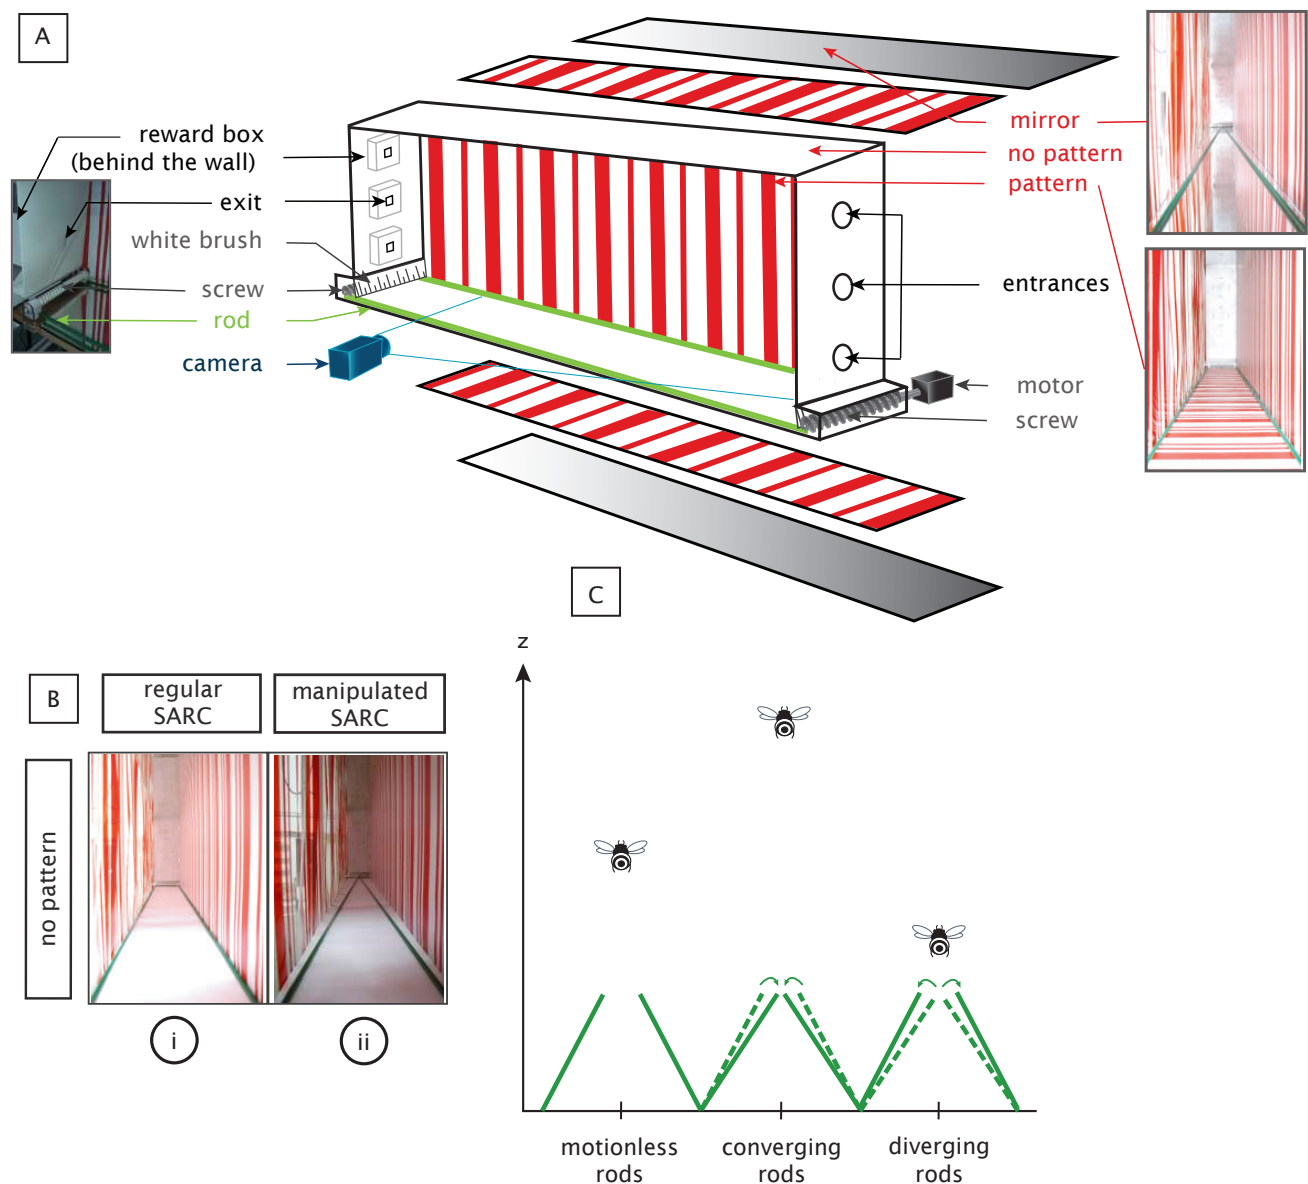 A
reward box
(behind the wall)
exit
white brush
screw
rod
camera
mirror
no pattern
pattern
entrances
motor
screw
B
regular
SARC
manipulated
SARC
no pattern
i
ii
C
z
motionless
rods
converging
rods
diverging
rods